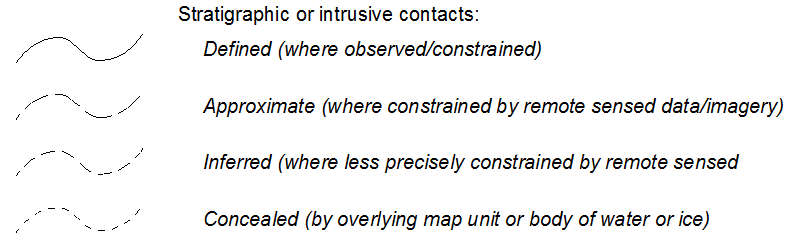 Stratigraphic or intrusive contacts:
Defined (where observed/constrained)
Approximate (where constrained by remote sensed data/imagery)
Inferred (where less precisely constrained by remote sensed
Concealed (by overlying map unit or body of water or ice)